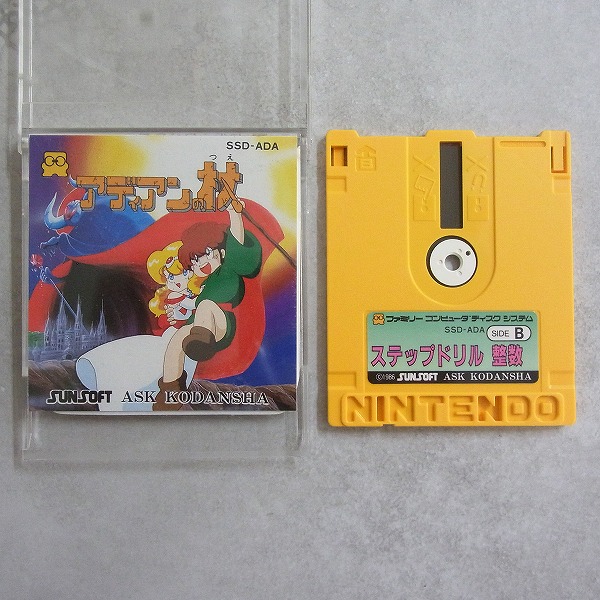 SSD-ADA
つえ
アディアンの杖
SUNSOFT ASK KODANSHA
ファミリー コンピュータ ディスク システム
SSD-ADA
SIDE B
ステップドリル 整数
©1986 SUNSOFT ASK KODANSHA
NINTENDO